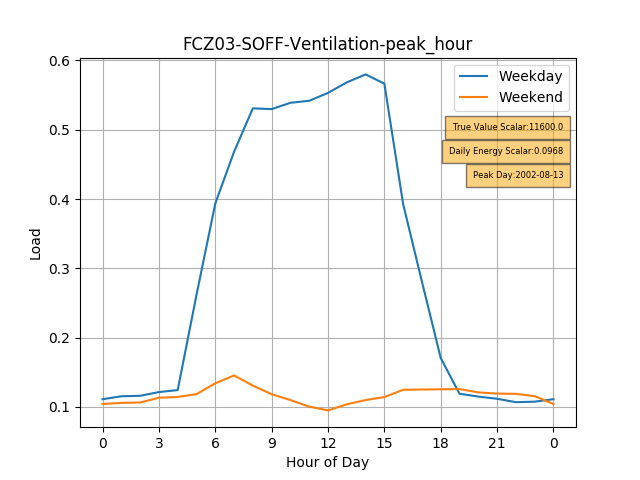 FCZ03-SOFF-Ventilation-peak_hour
Weekday
Weekend
True Value Scalar:11600.0
Daily Energy Scalar:0.0968
Peak Day:2002-08-13
0.6
0.5
0.4
0.3
0.2
0.1
Load
0 3 6 9 12 15 18 21 0
Hour of Day